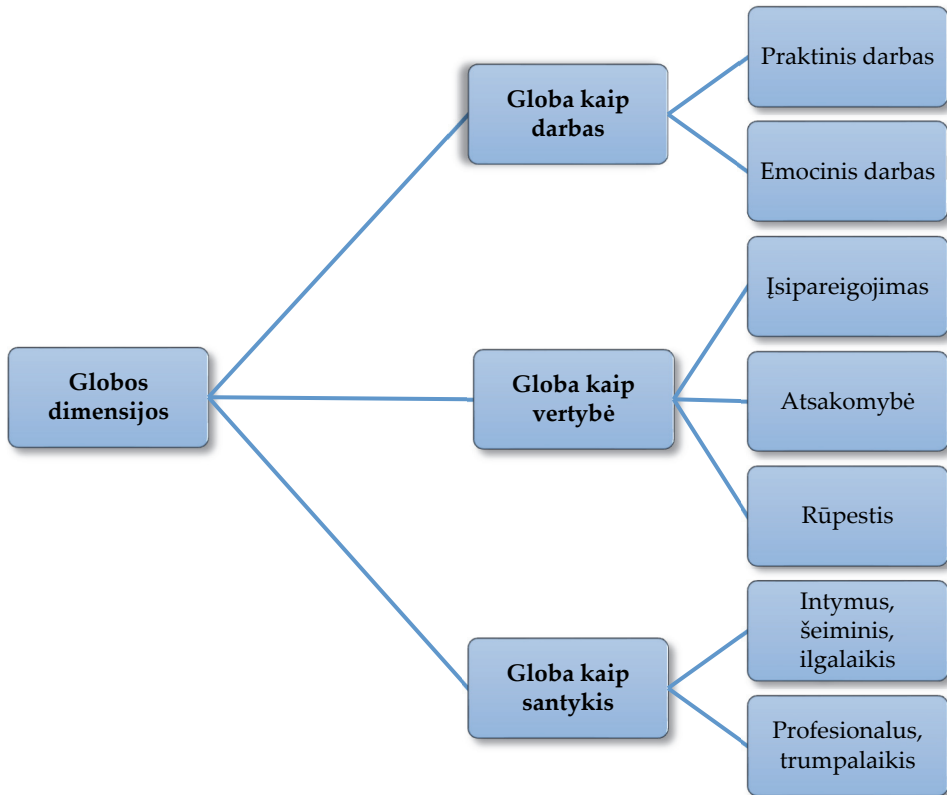 Globos
dimensijos
Globa kaip
darbas
Praktinis darbas
Emocinis darbas
Globa kaip
vertybė
Įsipareigojimas
Atsakomybė
Rūpestis
Globa kaip
santykis
Intymus,
šeiminis,
ilgalaikis
Profesionalus,
trumpalaikis